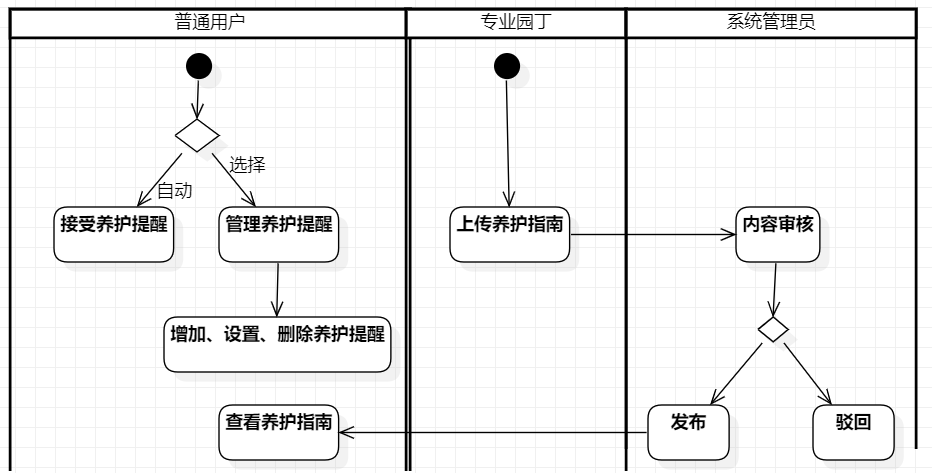 普通用户
专业园丁
系统管理员
选择
自动
接受养护提醒
管理养护提醒
上传养护指南
内容审核
增加、设置、删除养护提醒
查看养护指南
发布
驳回